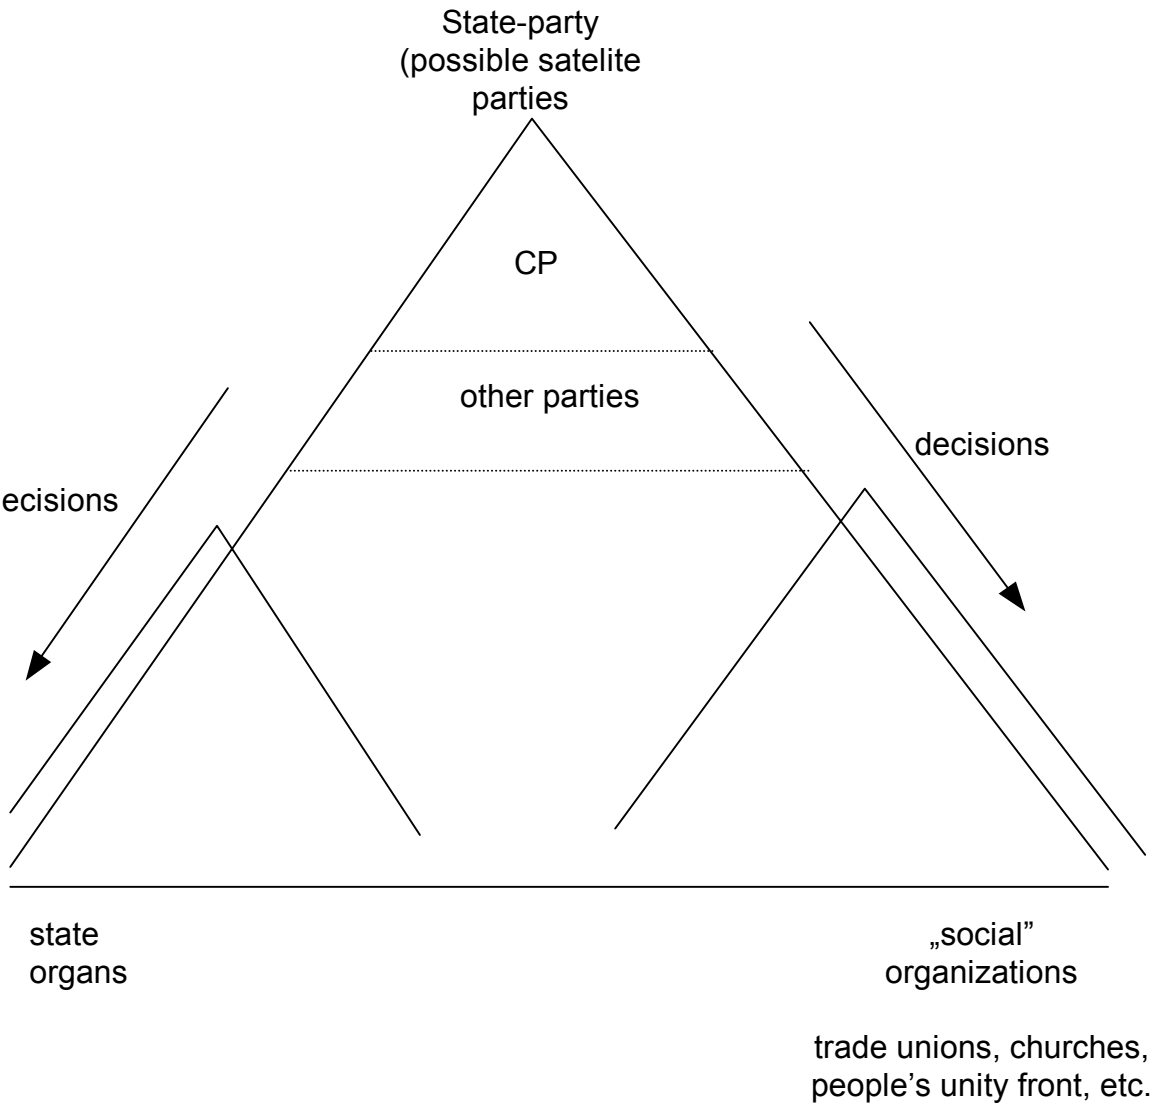 State-party
(possible satelite
parties
CP
other parties
decisions
ecisions
state
organs
„social”
organizations
trade unions, churches,
people’s unity front, etc.